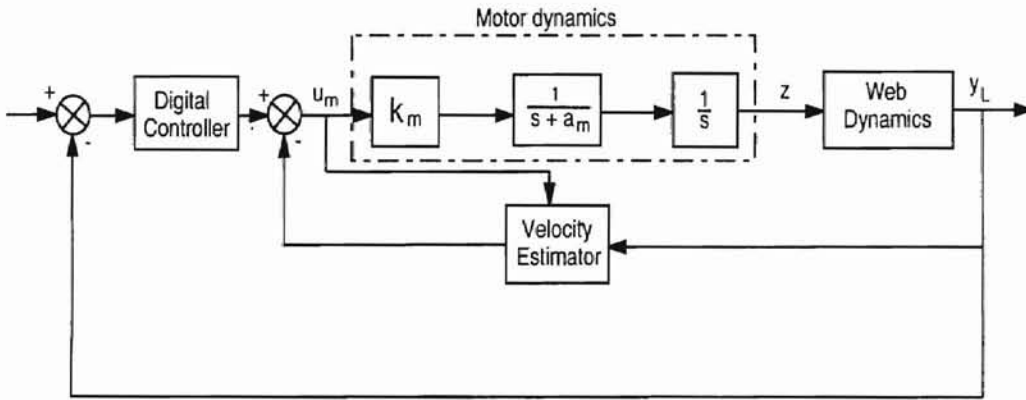 Motor dynamics
+
-
Digital
Controller
+
-
u_m
k_m
1
s + a_m
1
s
z
Web
Dynamics
y_L
Velocity
Estimator